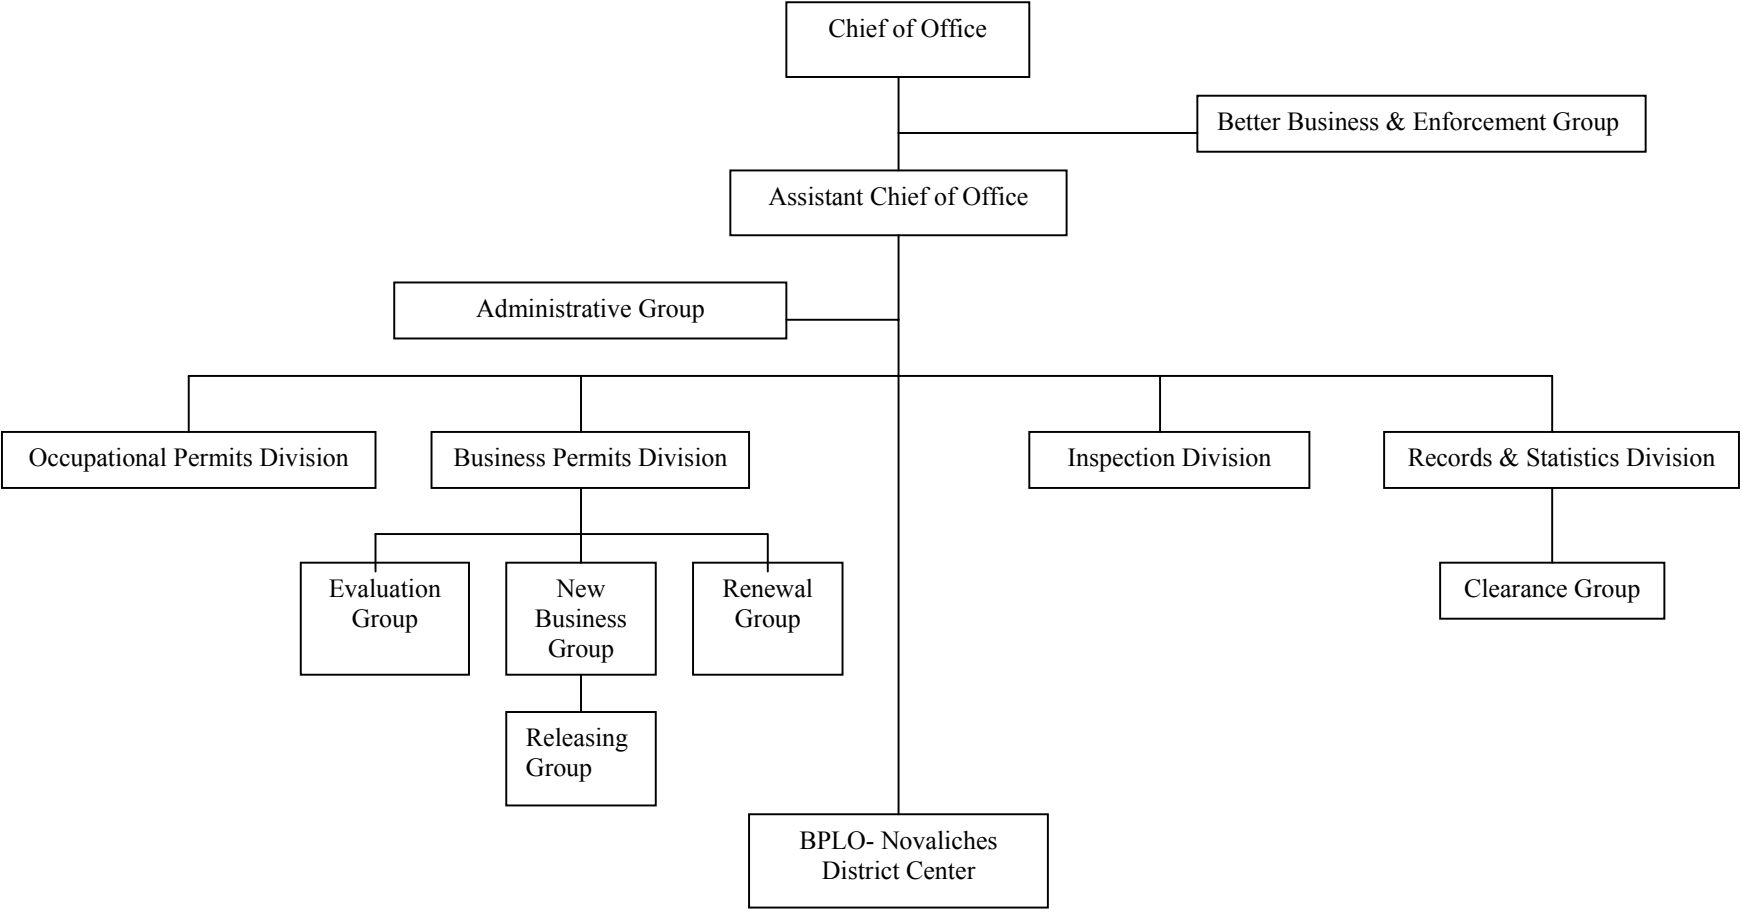 Chief of Office
Better Business & Enforcement Group
Assistant Chief of Office
Administrative Group
Occupational Permits Division
Business Permits Division
Inspection Division
Records & Statistics Division
Evaluation
Group
New
Business
Group
Renewal
Group
Clearance Group
Releasing
Group
BPLO- Novaliches
District Center